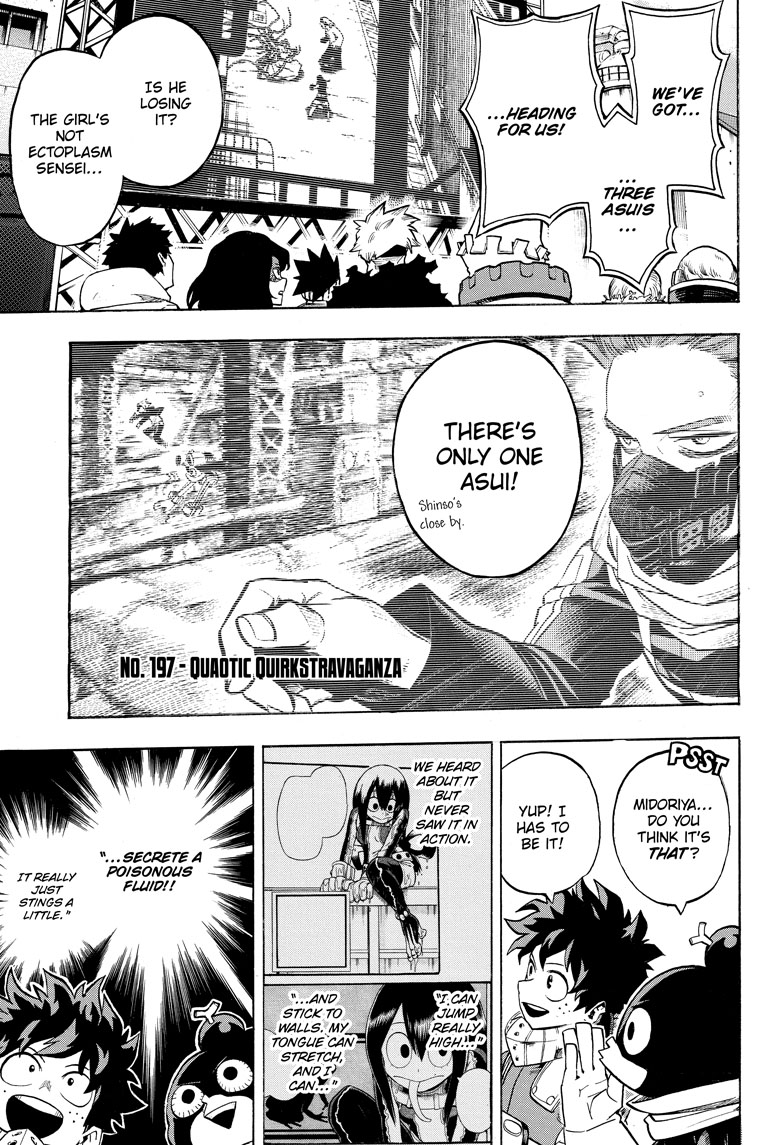 WE'VE
GOT...
...
THREE
ASUIS
...
...HEADING
FOR US!
IS HE
LOSING
IT?
THE GIRL'S
NOT
ECTOPLASM
SENSEI...
THERE'S
ONLY ONE
ASUI!
Shinso's
close by.
NO. 197 - QUAOTIC QUIRKSTRAVAGANZA
PSST
MIDORIYA...
DO YOU
THINK IT'S
THAT?
YUP! I
HAS TO
BE IT!
WE HEARD
ABOUT IT
BUT
NEVER
SAW IT IN
ACTION.
"I CAN
JUMP
REALLY
HIGH..."
"...AND
STICK TO
WALLS. MY
TONGUE CAN
STRETCH,
AND I
CAN..."
"...SECRETE A
POISONOUS
FLUID!!
IT REALLY
JUST
STINGS A
LITTLE."